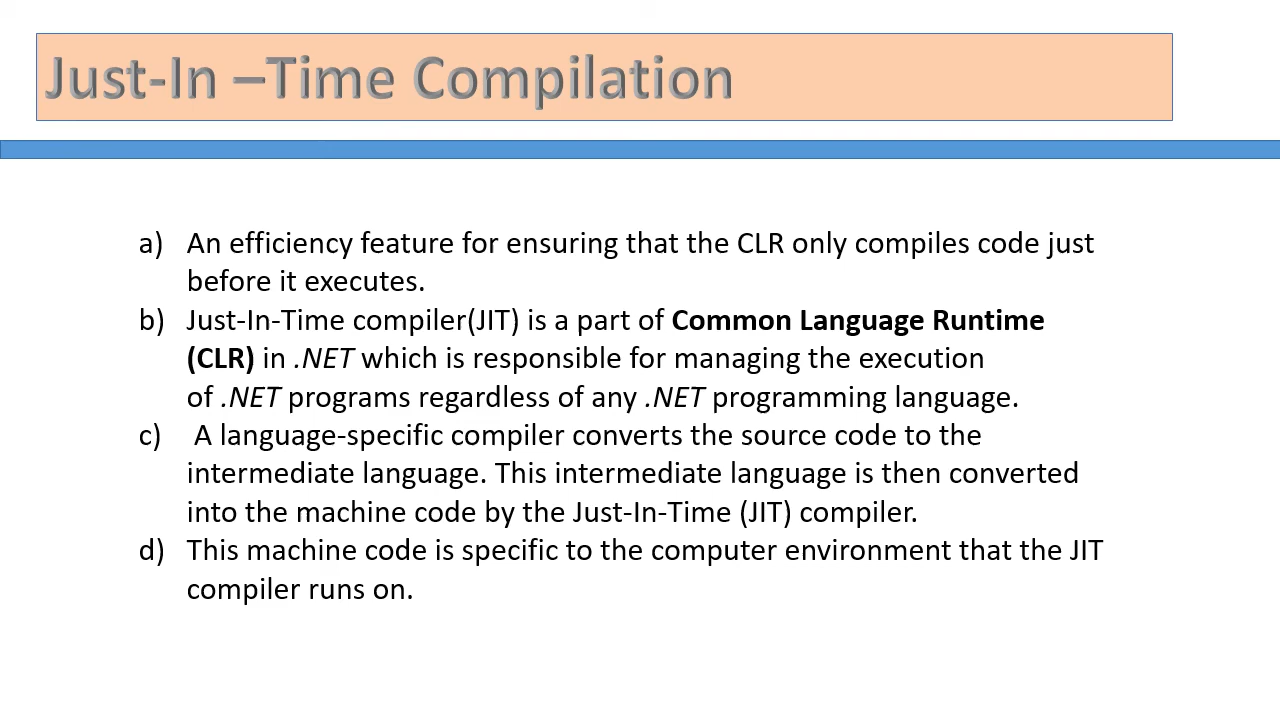 Just-In –Time Compilation
a) An efficiency feature for ensuring that the CLR only compiles code just
before it executes.
b) Just-In-Time compiler(JIT) is a part of Common Language Runtime
(CLR) in .NET which is responsible for managing the execution
of .NET programs regardless of any .NET programming language.
c) A language-specific compiler converts the source code to the
intermediate language. This intermediate language is then converted
into the machine code by the Just-In-Time (JIT) compiler.
d) This machine code is specific to the computer environment that the JIT
compiler runs on.